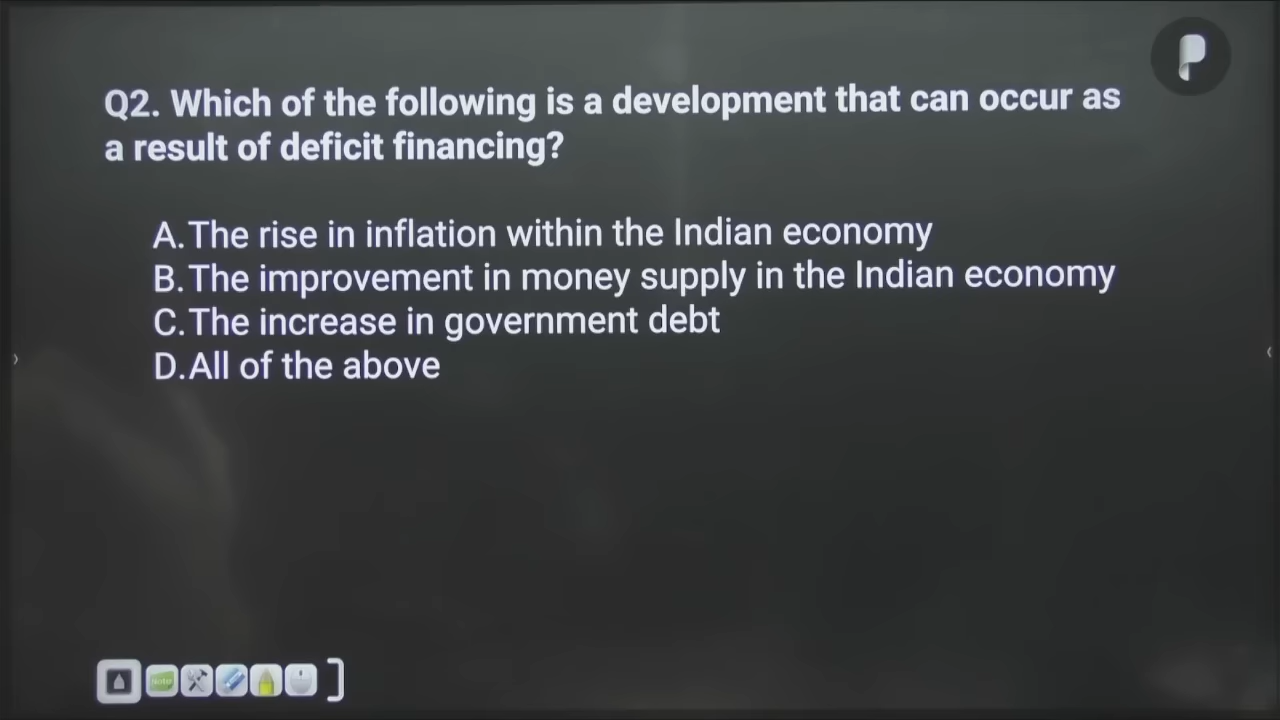 Q2. Which of the following is a development that can occur as
a result of deficit financing?
A. The rise in inflation within the Indian economy
B. The improvement in money supply in the Indian economy
C. The increase in government debt
D. All of the above